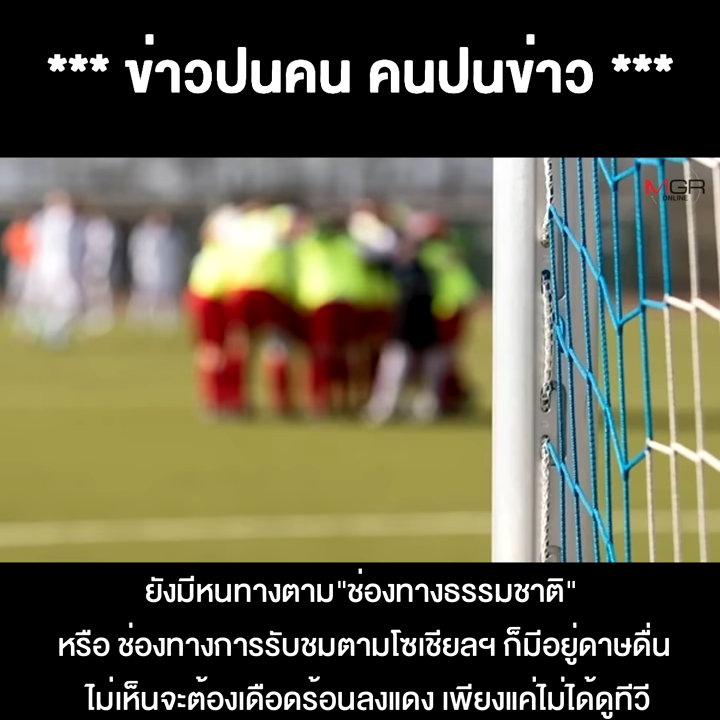 *** ข่าวปนคน คนปนข่าว ***
MGR
ONLINE
ยังมีหนทางตาม"ช่องทางธรรมชาติ"
หรือ ช่องทางการรับชมตามโซเชียลฯ ก็มีอยู่ดาษดื่น
ไม่เห็นจะต้องเดือดร้อนลงแดง เพียงแค่ไม่ได้ดูทีวี